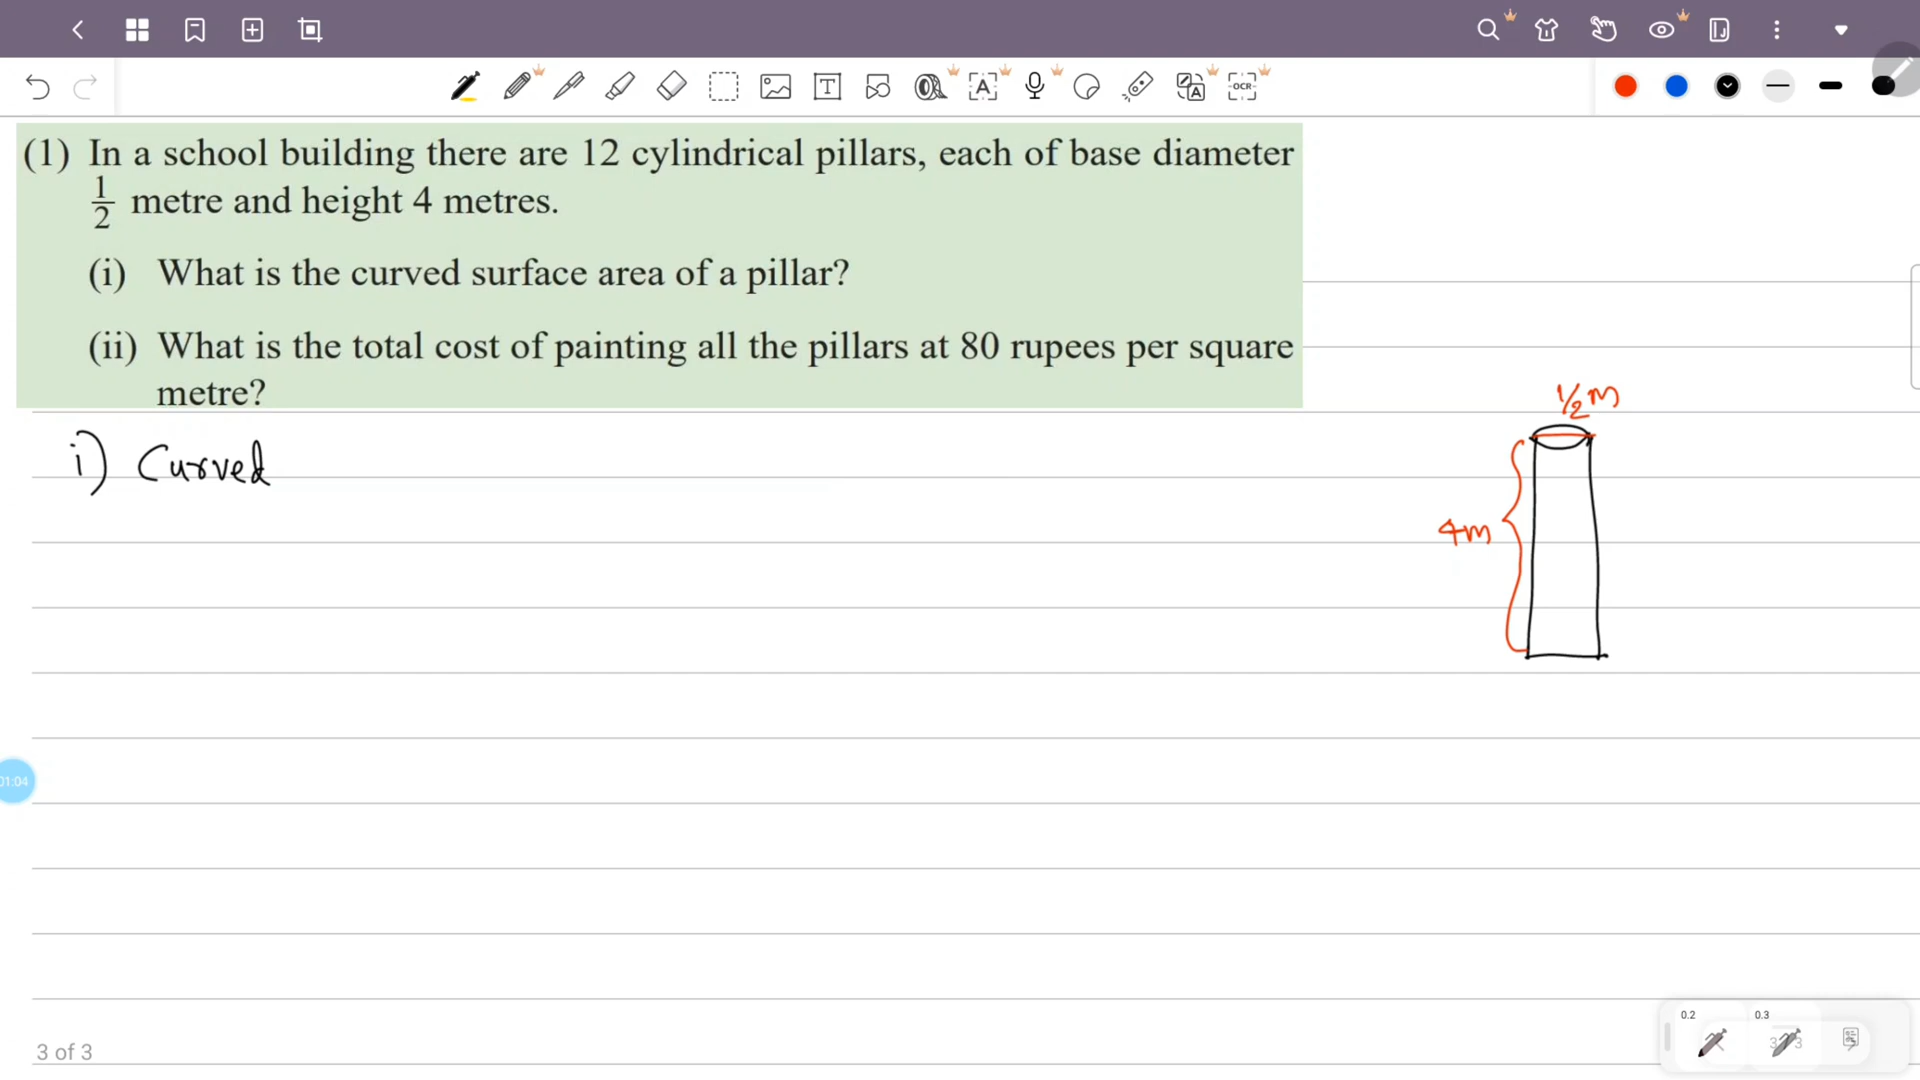 (1) In a school building there are 12 cylindrical pillars, each of base diameter
1/2 metre and height 4 metres.
(i) What is the curved surface area of a pillar?
(ii) What is the total cost of painting all the pillars at 80 rupees per square
metre?
1/2 m
i) Curved
4m
01:04
0.2 0.3
3 of 3